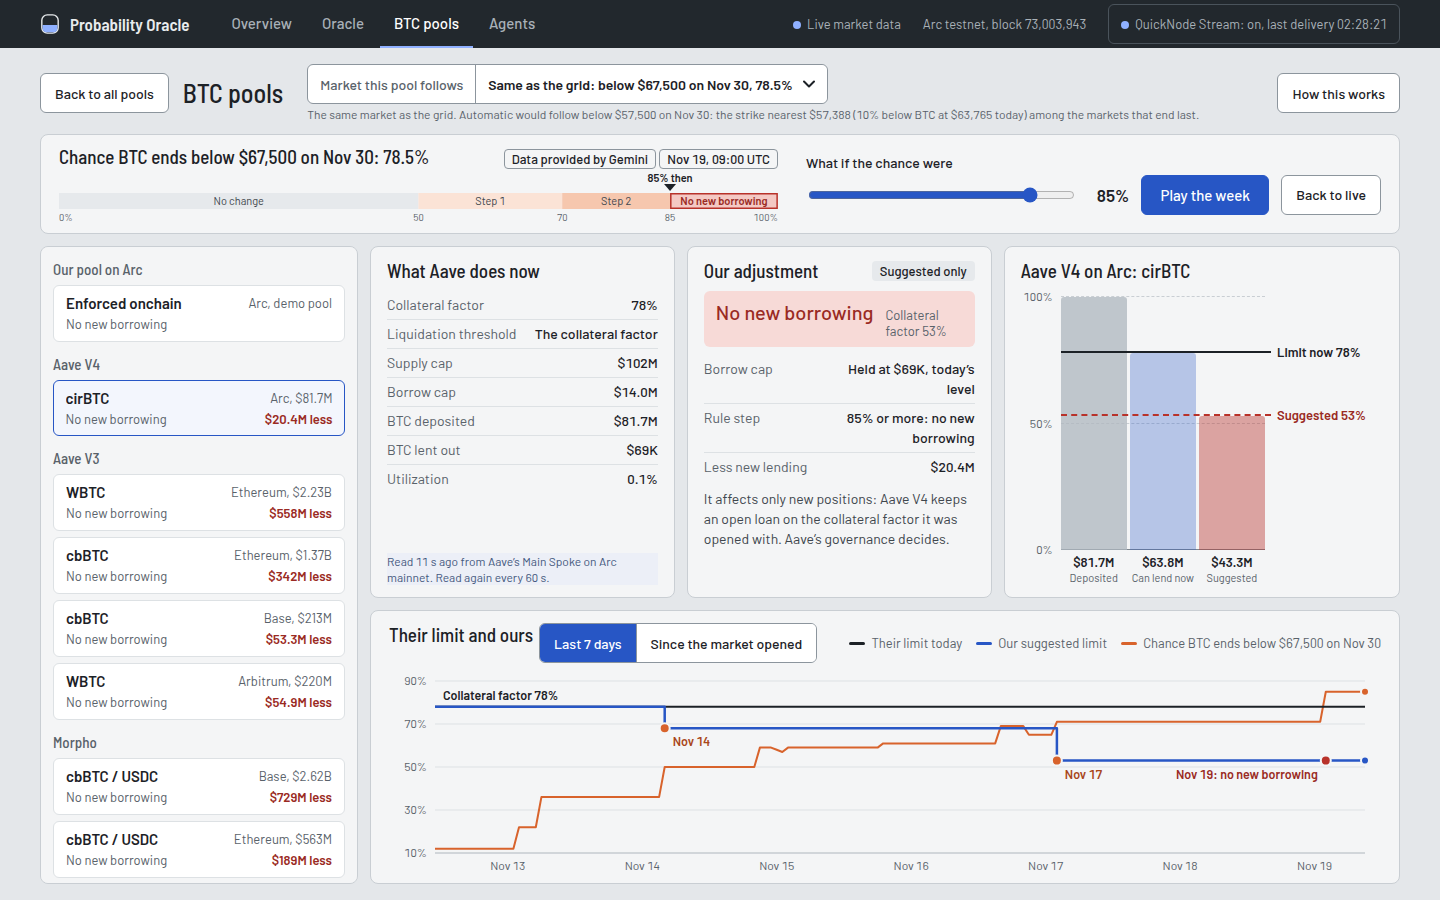 Probability Oracle
Overview
Oracle
BTC pools
Agents
Live market data
Arc testnet, block 73,003,943
QuickNode Stream: on, last delivery 02:28:21
Back to all pools
BTC pools
Market this pool follows
Same as the grid: below $67,500 on Nov 30, 78.5%
How this works
The same market as the grid. Automatic would follow below $57,500 on Nov 30: the strike nearest $57,388 (10% below BTC at $63,765 today) among the markets that end last.
Chance BTC ends below $67,500 on Nov 30: 78.5%
Data provided by Gemini
Nov 19, 09:00 UTC
85% then
No change
Step 1
Step 2
No new borrowing
0%
50
70
85
100%
What if the chance were
85%
Play the week
Back to live
Our pool on Arc
Enforced onchain
Arc, demo pool
No new borrowing
Aave V4
cirBTC
Arc, $81.7M
No new borrowing
$20.4M less
Aave V3
WBTC
Ethereum, $2.23B
No new borrowing
$558M less
cbBTC
Ethereum, $1.37B
No new borrowing
$342M less
cbBTC
Base, $213M
No new borrowing
$53.3M less
WBTC
Arbitrum, $220M
No new borrowing
$54.9M less
Morpho
cbBTC / USDC
Base, $2.62B
No new borrowing
$729M less
cbBTC / USDC
Ethereum, $563M
No new borrowing
$189M less
What Aave does now
Collateral factor
78%
Liquidation threshold
The collateral factor
Supply cap
$102M
Borrow cap
$14.0M
BTC deposited
$81.7M
BTC lent out
$69K
Utilization
0.1%
Read 11 s ago from Aave's Main Spoke on Arc
mainnet. Read again every 60 s.
Our adjustment
Suggested only
No new borrowing
Collateral
factor 53%
Borrow cap
Held at $69K, today's
level
Rule step
85% or more: no new
borrowing
Less new lending
$20.4M
It affects only new positions: Aave V4 keeps
an open loan on the collateral factor it was
opened with. Aave's governance decides.
Aave V4 on Arc: cirBTC
100%
50%
0%
Limit now 78%
Suggested 53%
$81.7M
Deposited
$63.8M
Can lend now
$43.3M
Suggested
Their limit and ours
Last 7 days
Since the market opened
Their limit today
Our suggested limit
Chance BTC ends below $67,500 on Nov 30
90%
70%
50%
30%
10%
Collateral factor 78%
Nov 14
Nov 17
Nov 19: no new borrowing
Nov 13
Nov 14
Nov 15
Nov 16
Nov 17
Nov 18
Nov 19